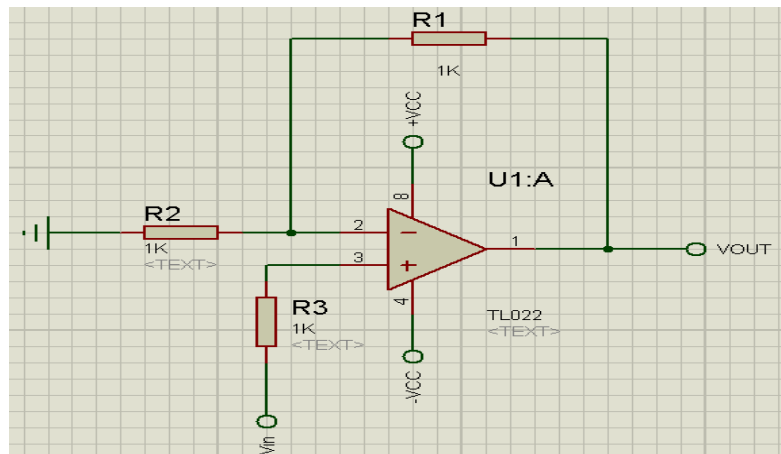 R1
1K
+VCC
8
U1:A
R2
1K
<TEXT>
2
3
1
VOUT
R3
1K
<TEXT>
4
-VCC
TL022
<TEXT>
Vin